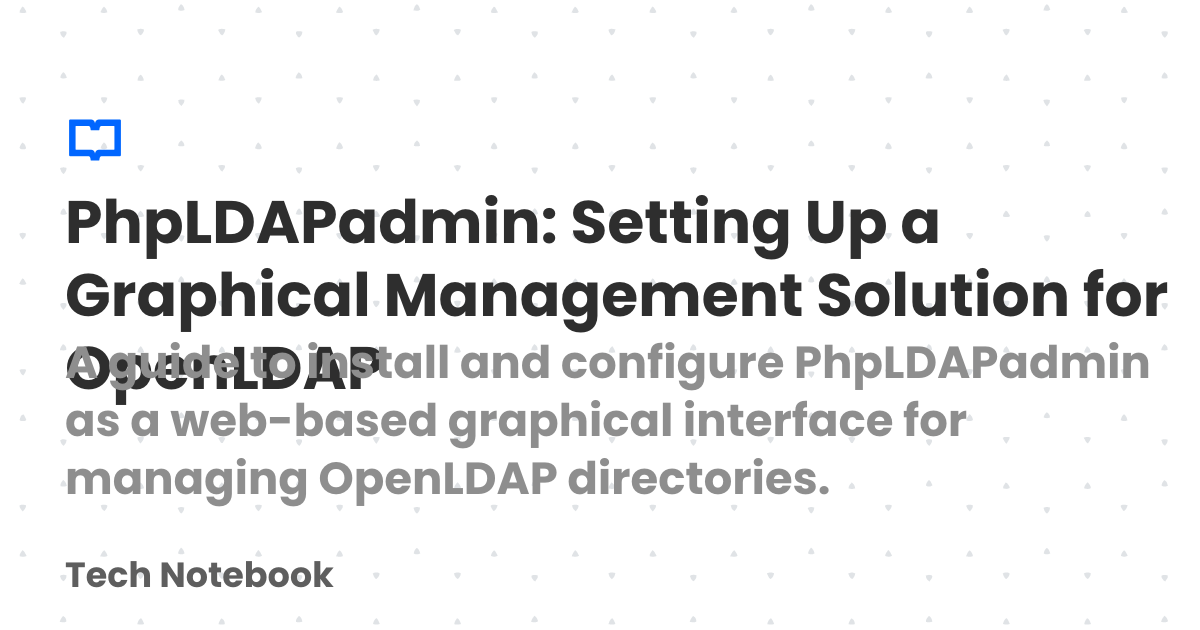 PhpLDAPadmin: Setting Up a
Graphical Management Solution for
OpenLDAP
A guide to install and configure PhpLDAPadmin
as a web-based graphical interface for
managing OpenLDAP directories.
Tech Notebook